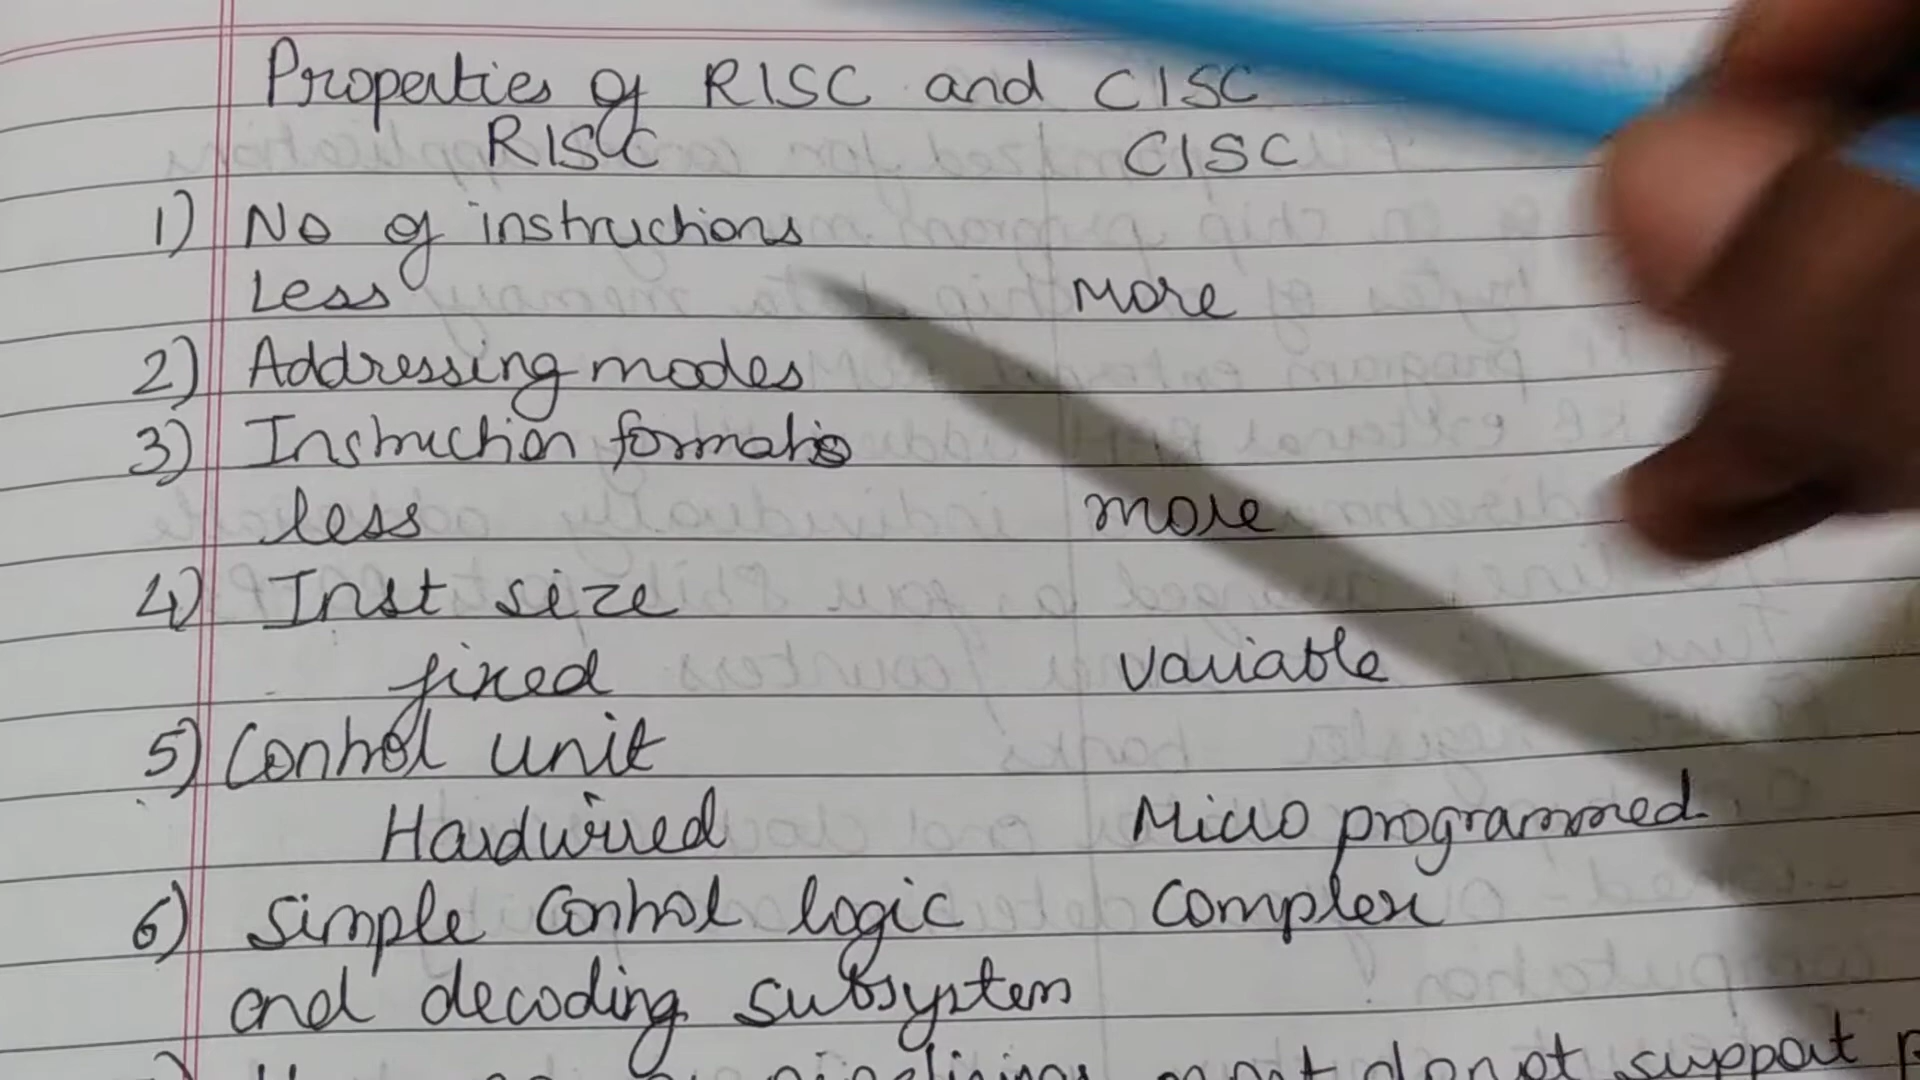 Properties of RISC and CISC
RISC CISC
1) No of instructions
Less More
2) Addressing modes
3) Instruction formats
less more
4) Inst size
fixed variable
5) Control unit
Hardwired Micro programmed
6) Simple control logic Complex
and decoding subsystem
pipelining most do not support